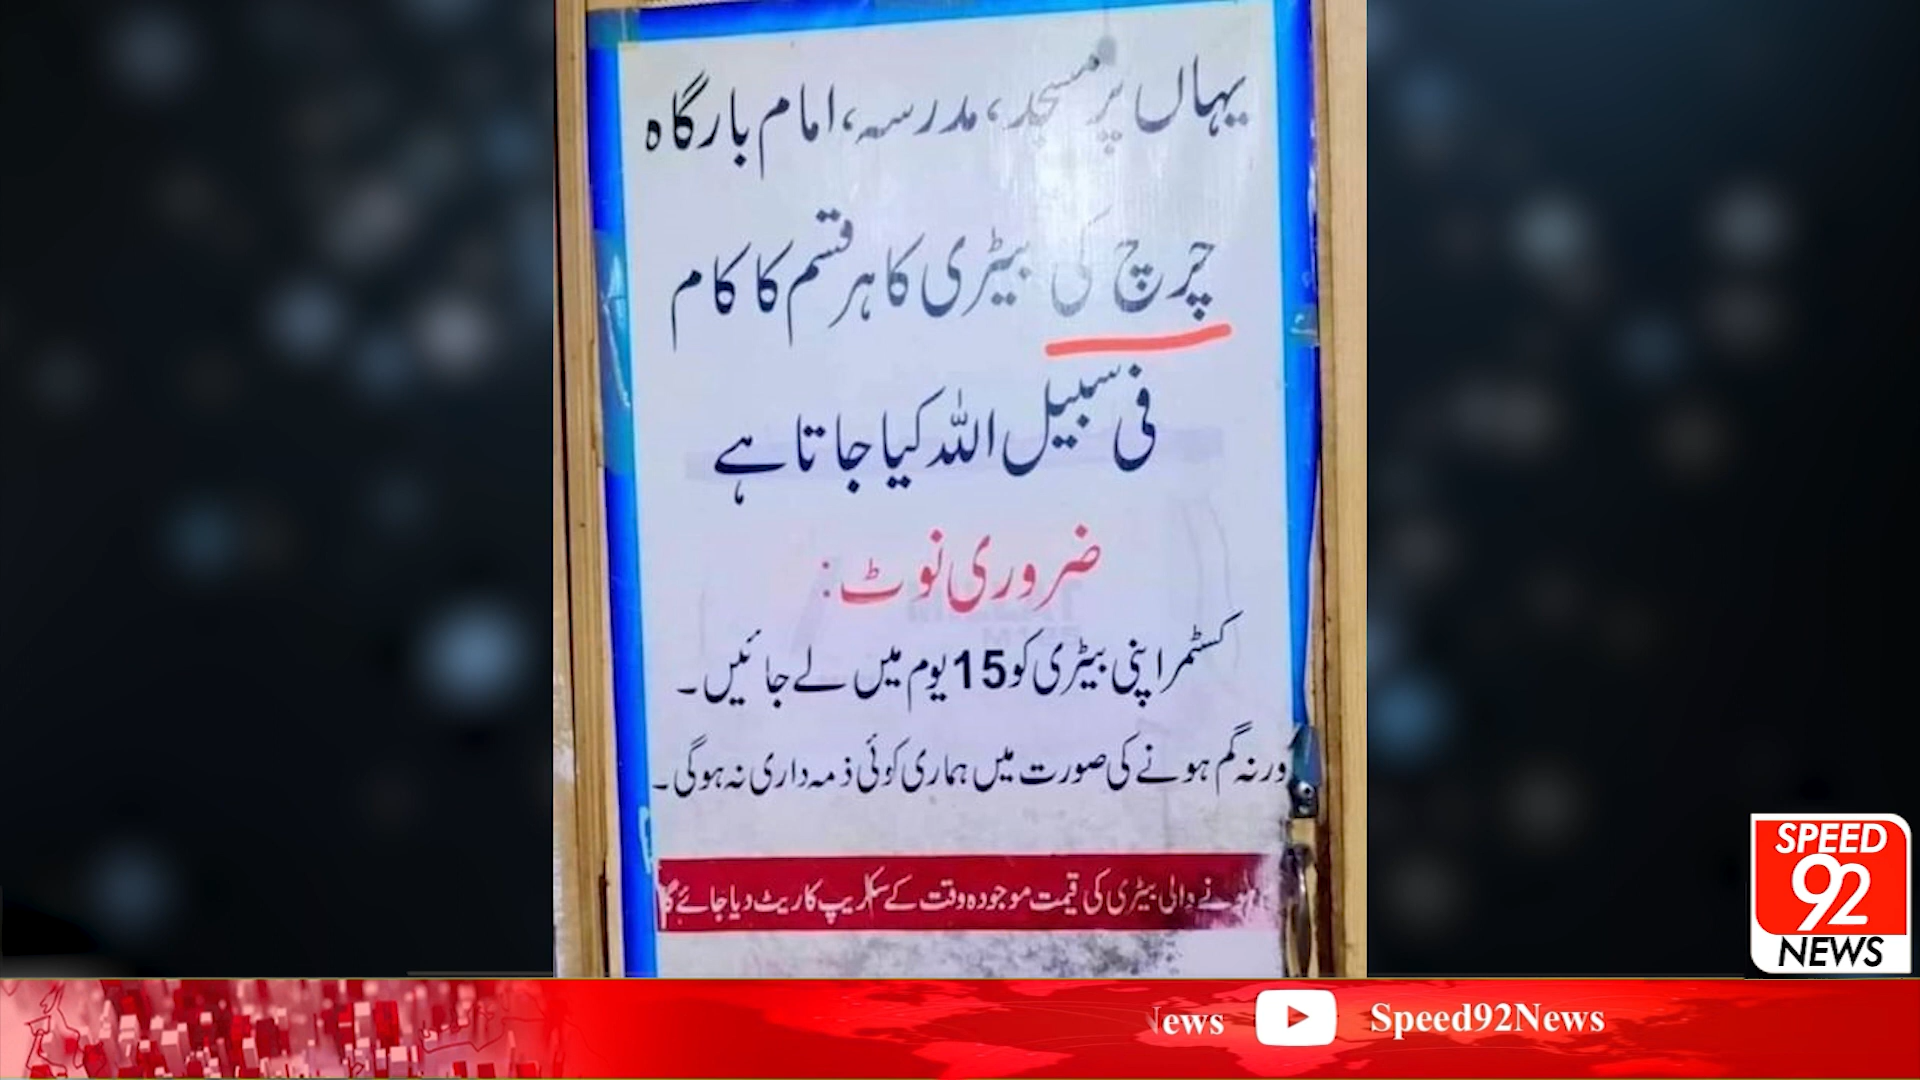 یہاں پر مسجد، مدرسہ، امام بارگاہ
چرچ کی بیٹری کا ہر قسم کا کام
فی سبیل اللہ کیا جاتا ہے
ضروری نوٹ:
کسٹمر اپنی بیٹری کو 15 یوم میں لے جائیں۔
ورنہ گم ہونے کی صورت میں ہماری کوئی ذمہ داری نہ ہوگی۔
ہونے والی بیٹری کی قیمت موجودہ وقت کے سکریپ کا ریٹ دیا جائے گا
SPEED
92
NEWS
ews Speed92News